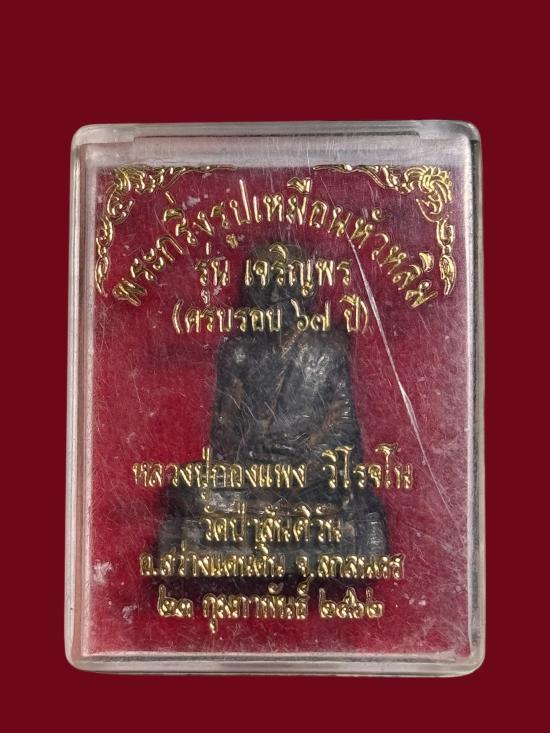 พระกริ่งรูปเหมือนหัวหลิม
รุ่น เจริญพร
(ครบรอบ ๖๗ ปี)
หลวงปู่กองแพง วิโรจโน
วัดป่าสันติวัน
อ.สว่างแดนดิน จ.สกลนคร
๒๓ กุมภาพันธ์ ๒๕๖๒